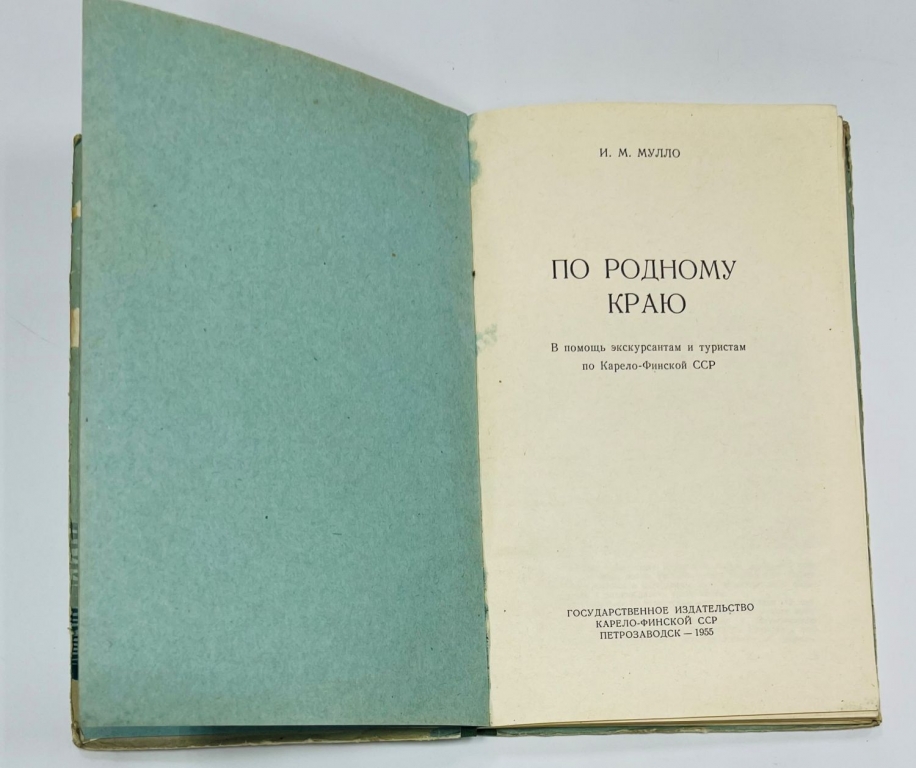 И. М. МУЛЛО
ПО РОДНОМУ
КРАЮ
В помощь экскурсантам и туристам
по Карело-Финской ССР
ГОСУДАРСТВЕННОЕ ИЗДАТЕЛЬСТВО
КАРЕЛО-ФИНСКОЙ ССР
ПЕТРОЗАВОДСК — 1955